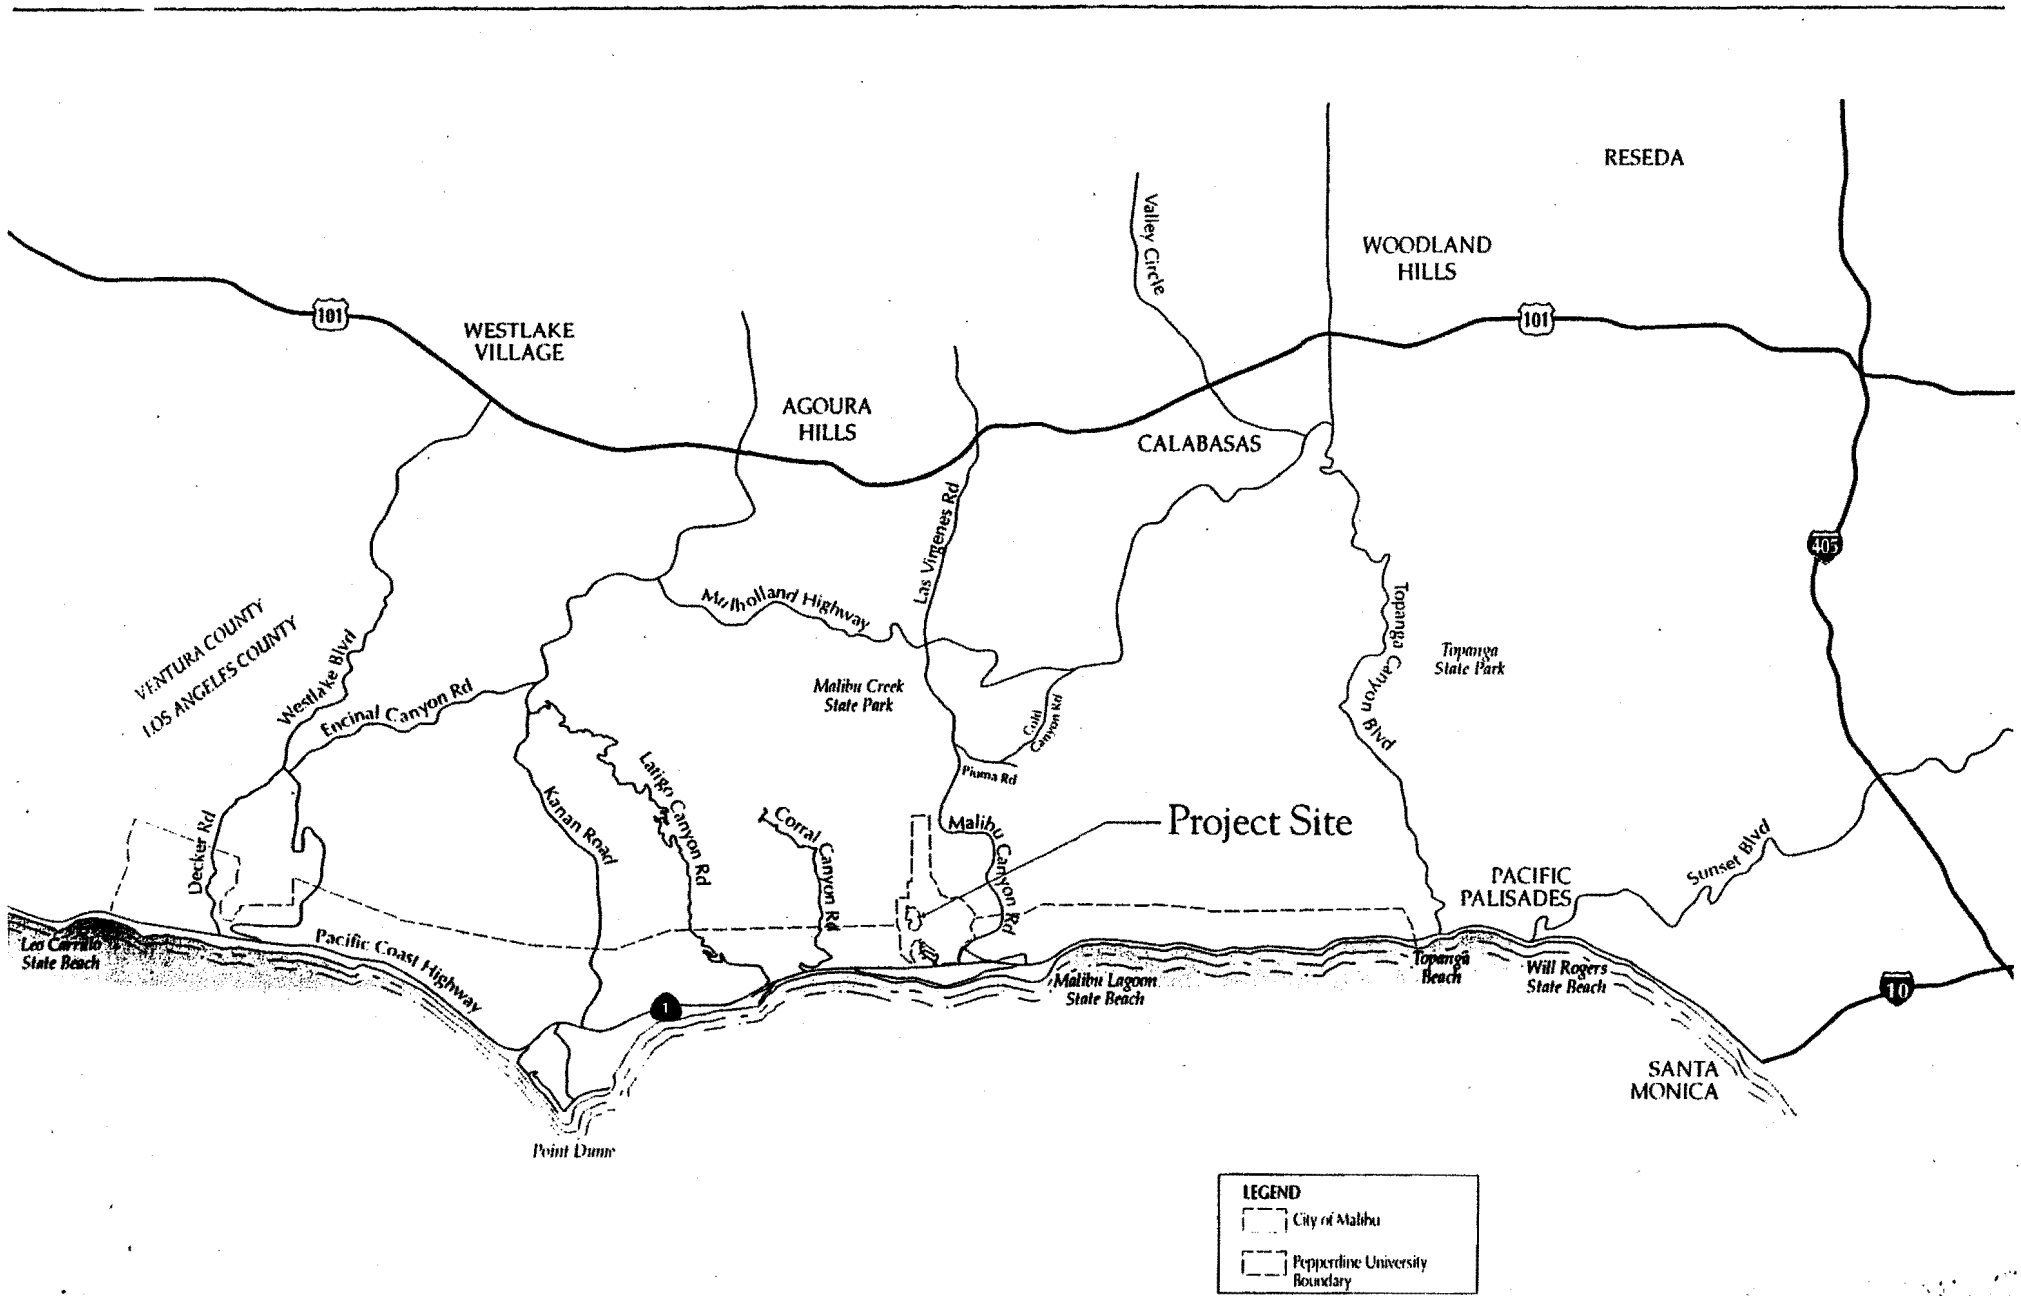 RESEDA
Valley Circle
WOODLAND
HILLS
101
101
WESTLAKE
VILLAGE
AGOURA
HILLS
CALABASAS
Las Virgenes Rd
405
VENTURA COUNTY
LOS ANGELES COUNTY
Mulholland Highway
Topanga Canyon Blvd
Topanga
State Park
Westlake Blvd
Encinal Canyon Rd
Malibu Creek
State Park
Cold
Canyon Rd
Piuma Rd
Latigo Canyon Rd
Kanan Road
Corral Canyon Rd
Malibu Canyon Rd
Project Site
Decker Rd
PACIFIC
PALISADES
Sunset Blvd
Leo Carrillo
State Beach
Pacific Coast Highway
Malibu Lagoon
State Beach
Topanga
Beach
Will Rogers
State Beach
10
1
SANTA
MONICA
Point Dume
LEGEND
City of Malibu
Pepperdine University
Boundary